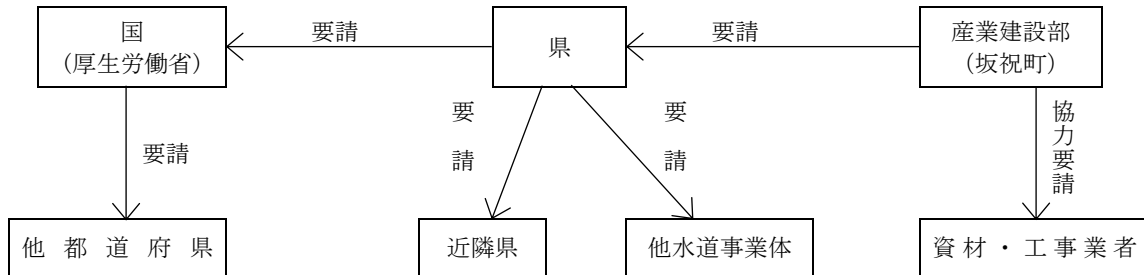 国
（厚生労働省）
要請
県
要請
産業建設部
（坂祝町）
要請
要請
要請
協力要請
他都道府県
近隣県
他水道事業体
資材・工事業者